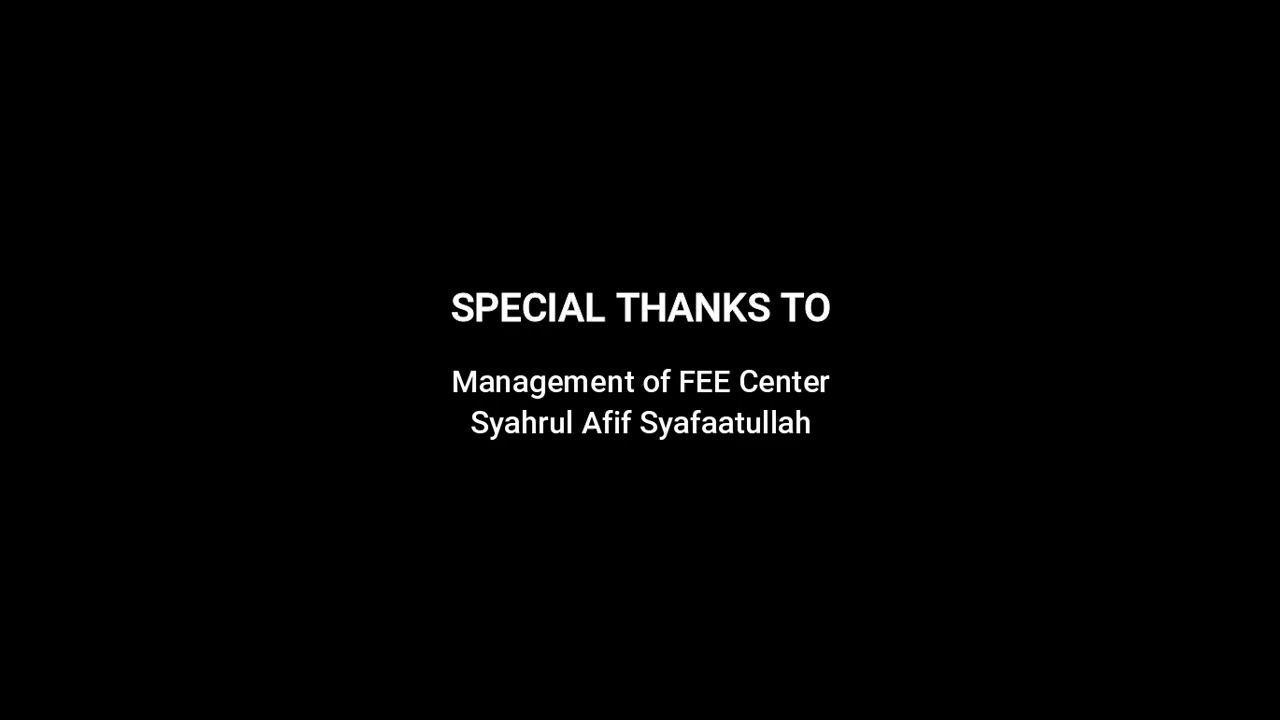 SPECIAL THANKS TO
Management of FEE Center
Syahrul Afif Syafaatullah